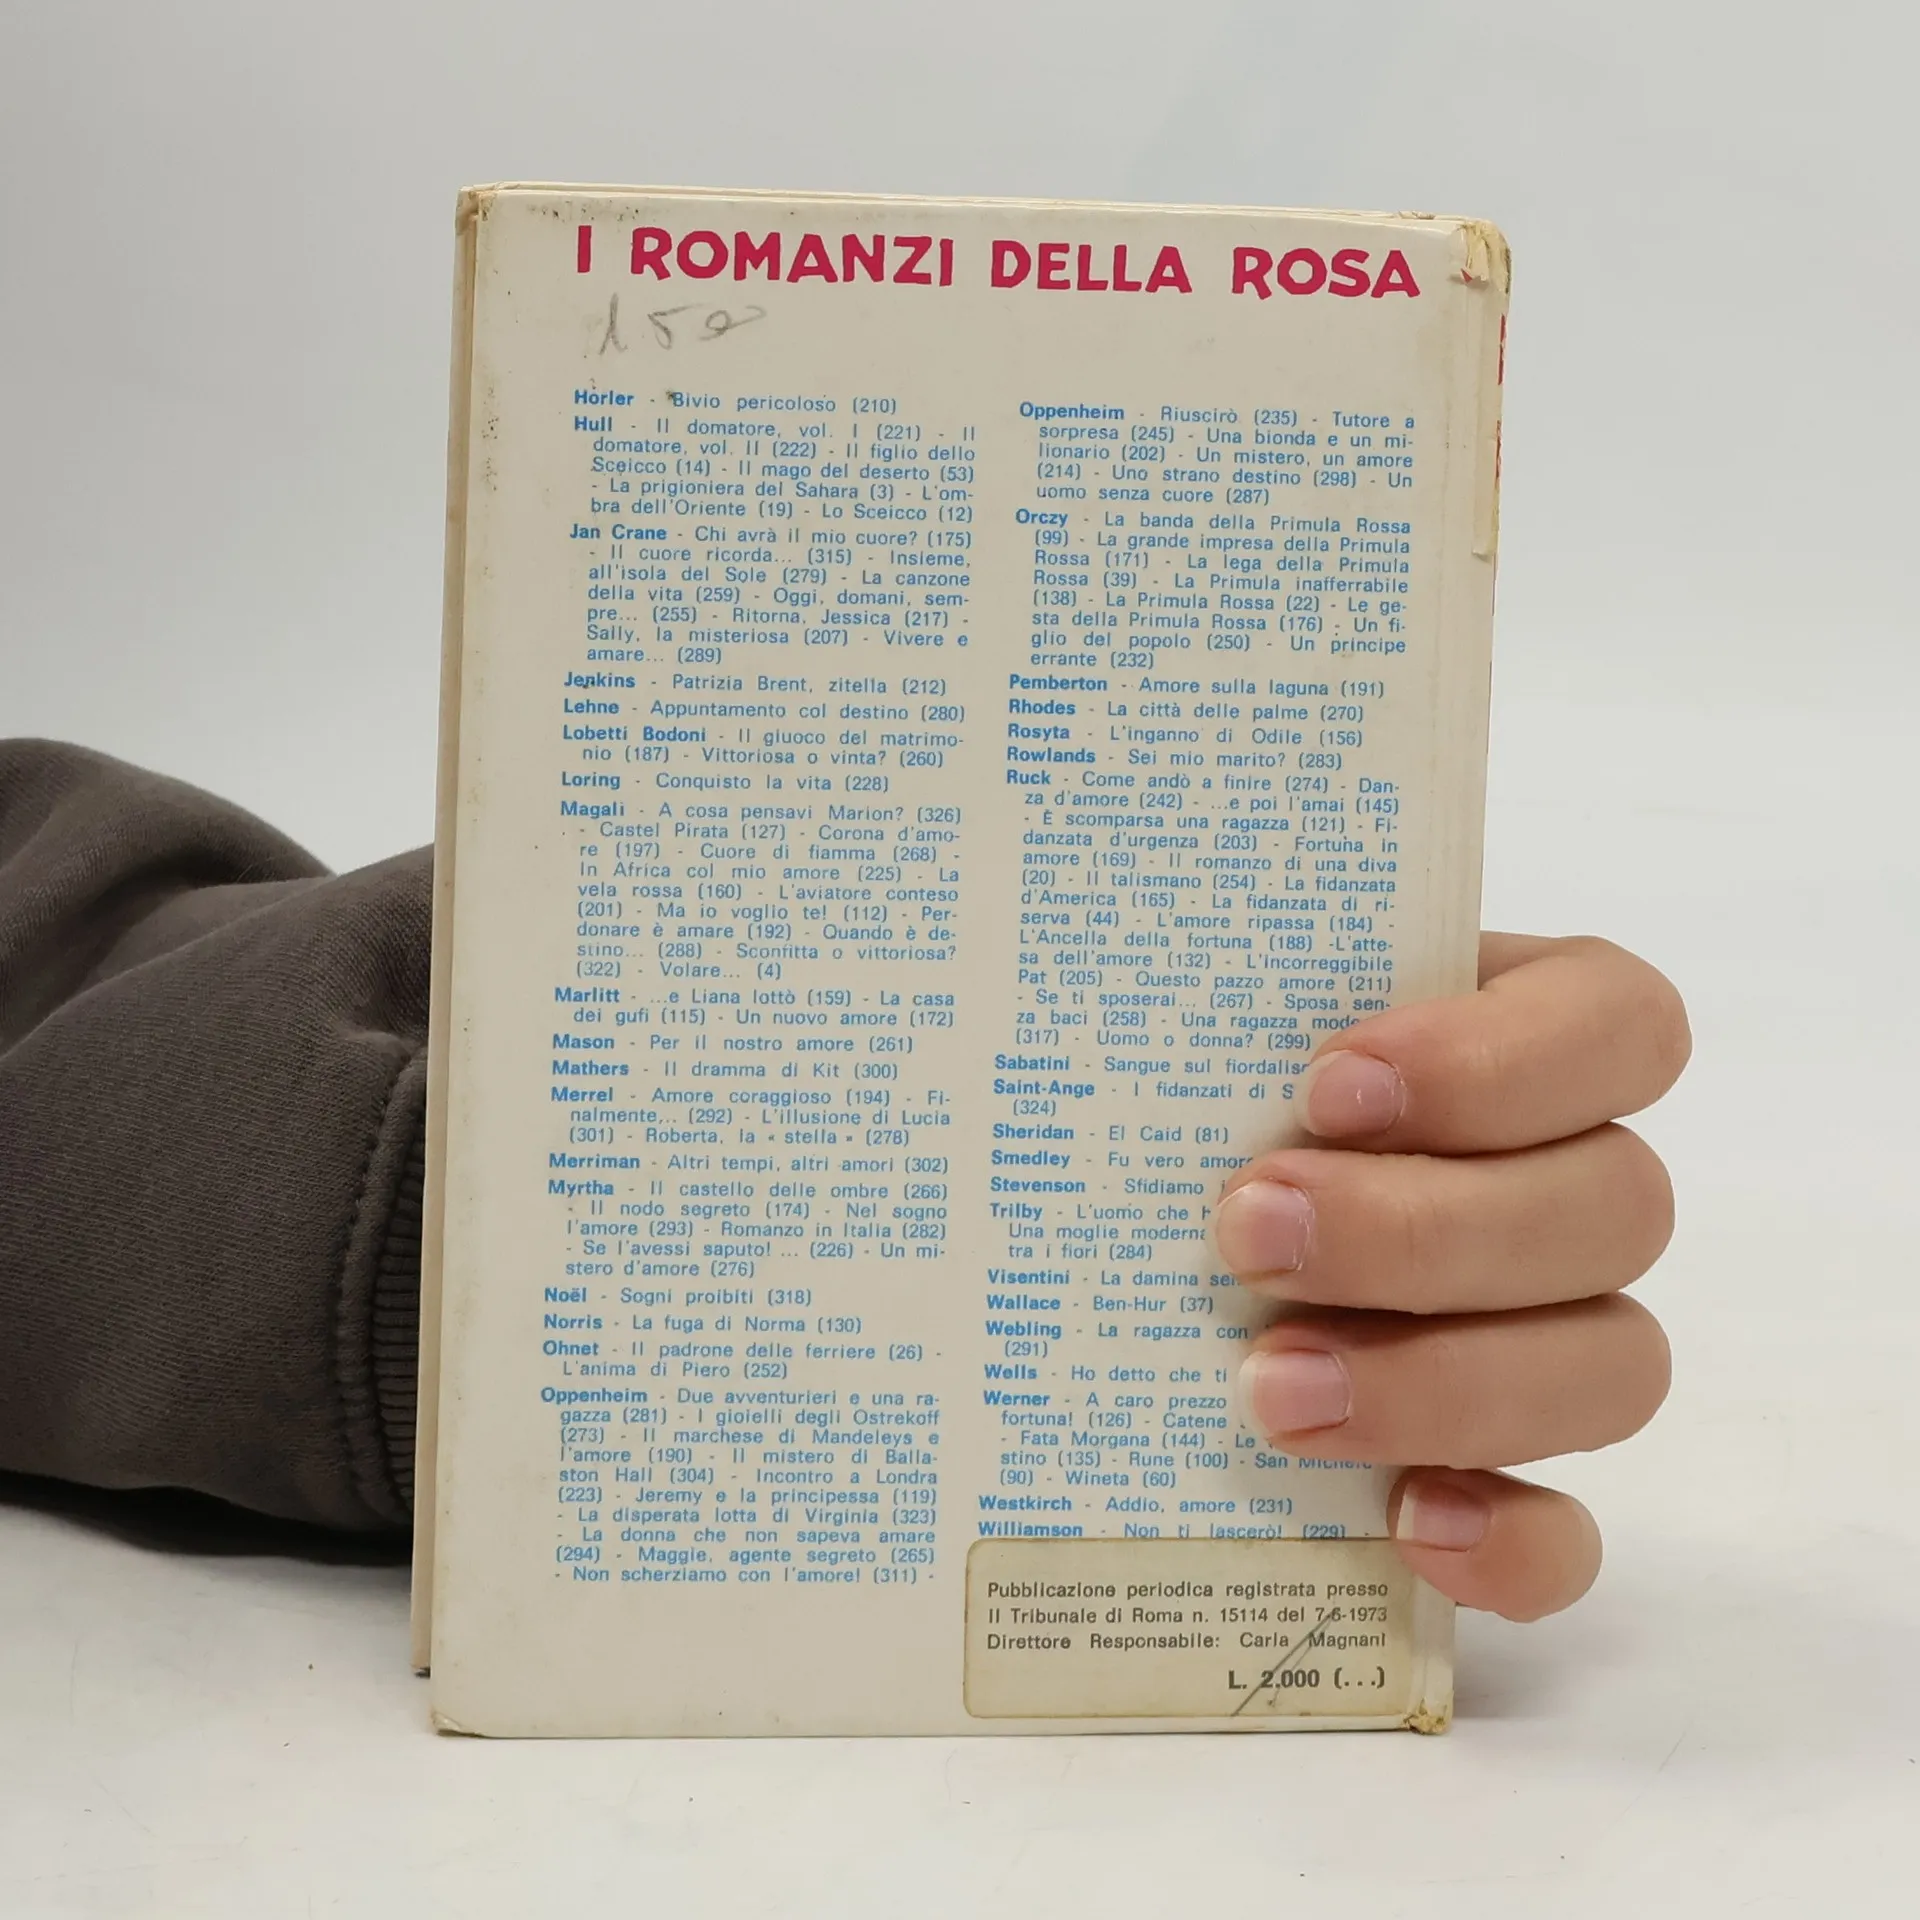 I ROMANZI DELLA ROSA
150
Horler - Bivio pericoloso (210)
Hull - Il domatore, vol. I (221) - Il
domatore, vol. II (222) - Il figlio dello
Sceicco (14) - Il mago del deserto (53)
- La prigioniera del Sahara (3) - L'om-
bra dell'Oriente (19) - Lo Sceicco (12)
Jan Crane - Chi avrà il mio cuore? (175)
- Il cuore ricorda... (315) - Insieme,
all'isola del Sole (279) - La canzone
della vita (259) - Oggi, domani, sem-
pre... (255) - Ritorna, Jessica (217) -
Sally, la misteriosa (207) - Vivere e
amare... (289)
Jenkins - Patrizia Brent, zitella (212)
Lehne - Appuntamento col destino (280)
Lobetti Bodoni - Il giuoco del matrimo-
nio (187) - Vittoriosa o vinta? (260)
Loring - Conquisto la vita (228)
Magali - A cosa pensavi Marion? (326)
- Castel Pirata (127) - Corona d'amo-
re (197) - Cuore di fiamma (268) -
In Africa col mio amore (225) - La
vela rossa (160) - L'aviatore conteso
(201) - Ma io voglio te! (112) - Per-
donare è amare (192) - Quando è de-
stino... (288) - Sconfitta o vittoriosa?
(322) - Volare... (4)
Marlitt - ...e Liana lottò (159) - La casa
dei gufi (115) - Un nuovo amore (172)
Mason - Per il nostro amore (261)
Mathers - Il dramma di Kit (300)
Merrel - Amore coraggioso (194) - Fi-
nalmente... (292) - L'illusione di Lucia
(301) - Roberta, la « stella » (278)
Merriman - Altri tempi, altri amori (302)
Myrtha - Il castello delle ombre (266)
- Il nodo segreto (174) - Nel sogno
l'amore (293) - Romanzo in Italia (282)
- Se l'avessi saputo! ... (226) - Un mi-
stero d'amore (276)
Noël - Sogni proibiti (318)
Norris - La fuga di Norma (130)
Ohnet - Il padrone delle ferriere (26) -
L'anima di Piero (252)
Oppenheim - Due avventurieri e una ra-
gazza (281) - I gioielli degli Ostrekoff
(273) - Il marchese di Mandeleys e
l'amore (190) - Il mistero di Balla-
ston Hall (304) - Incontro a Londra
(223) - Jeremy e la principessa (119)
- La disperata lotta di Virginia (323)
- La donna che non sapeva amare
(294) - Maggie, agente segreto (265)
- Non scherziamo con l'amore! (311) -
Oppenheim - Riuscirò (235) - Tutore a
sorpresa (245) - Una bionda e un mi-
lionario (202) - Un mistero, un amore
(214) - Uno strano destino (298) - Un
uomo senza cuore (287)
Orczy - La banda della Primula Rossa
(99) - La grande impresa della Primula
Rossa (171) - La lega della Primula
Rossa (39) - La Primula inafferrabile
(138) - La Primula Rossa (22) - Le ge-
sta della Primula Rossa (176) - Un fi-
glio del popolo (250) - Un principe
errante (232)
Pemberton - Amore sulla laguna (191)
Rhodes - La città delle palme (270)
Rosyta - L'inganno di Odile (156)
Rowlands - Sei mio marito? (283)
Ruck - Come andò a finire (274) - Dan-
za d'amore (242) - ...e poi l'amai (145)
- È scomparsa una ragazza (121) - Fi-
danzata d'urgenza (203) - Fortuna in
amore (169) - Il romanzo di una diva
(20) - Il talismano (254) - La fidanzata
d'America (165) - La fidanzata di ri-
serva (44) - L'amore ripassa (184) -
L'Ancella della fortuna (188) -L'atte-
sa dell'amore (132) - L'incorreggibile
Pat (205) - Questo pazzo amore (211)
- Se ti sposerai... (267) - Sposa sen-
za baci (258) - Una ragazza mode
(317) - Uomo o donna? (299)
Sabatini - Sangue sul fiordalis
Saint-Ange - I fidanzati di S
(324)
Sheridan - El Caid (81)
Smedley - Fu vero amor
Stevenson - Sfidiamo
Trilby - L'uomo che
Una moglie modern
tra i fiori (284)
Visentini - La damina
Wallace - Ben-Hur (37)
Webling - La ragazza con
(291)
Wells - Ho detto che ti
Werner - A caro prezzo
fortuna! (126) - Catene
- Fata Morgana (144) - Le
stino (135) - Rune (100) - San
(90) - Wineta (60)
Westkirch - Addio, amore (231)
Williamson - Non ti lascerò! (229) -
Pubblicazione periodica registrata presso
Il Tribunale di Roma n. 15114 del 7-6-1973
Direttore Responsabile: Carla Magnani
L. 2.000 (...)